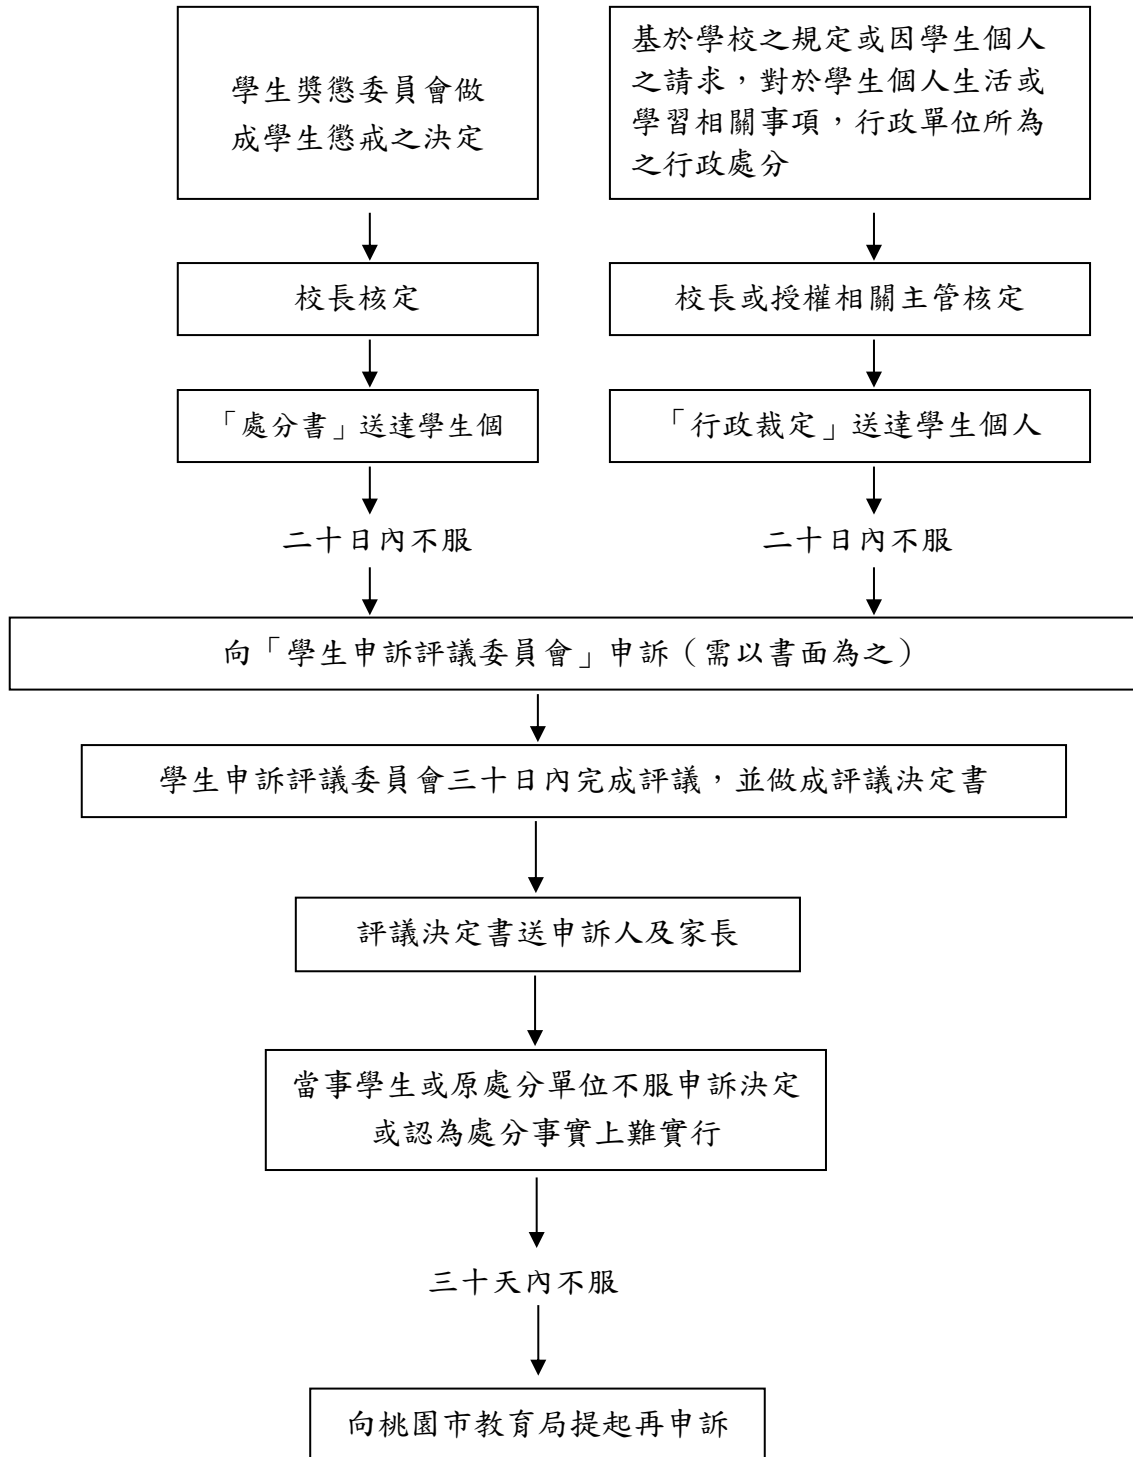 學生獎懲委員會做
成學生懲戒之決定
基於學校之規定或因學生個人
之請求，對於學生個人生活或
學習相關事項，行政單位所為
之行政處分
校長核定
校長或授權相關主管核定
「處分書」送達學生個
「行政裁定」送達學生個人
二十日內不服
二十日內不服
向「學生申訴評議委員會」申訴（需以書面為之）
學生申訴評議委員會三十日內完成評議，並做成評議決定書
評議決定書送申訴人及家長
當事學生或原處分單位不服申訴決定
或認為處分事實上難實行
三十天內不服
向桃園市教育局提起再申訴